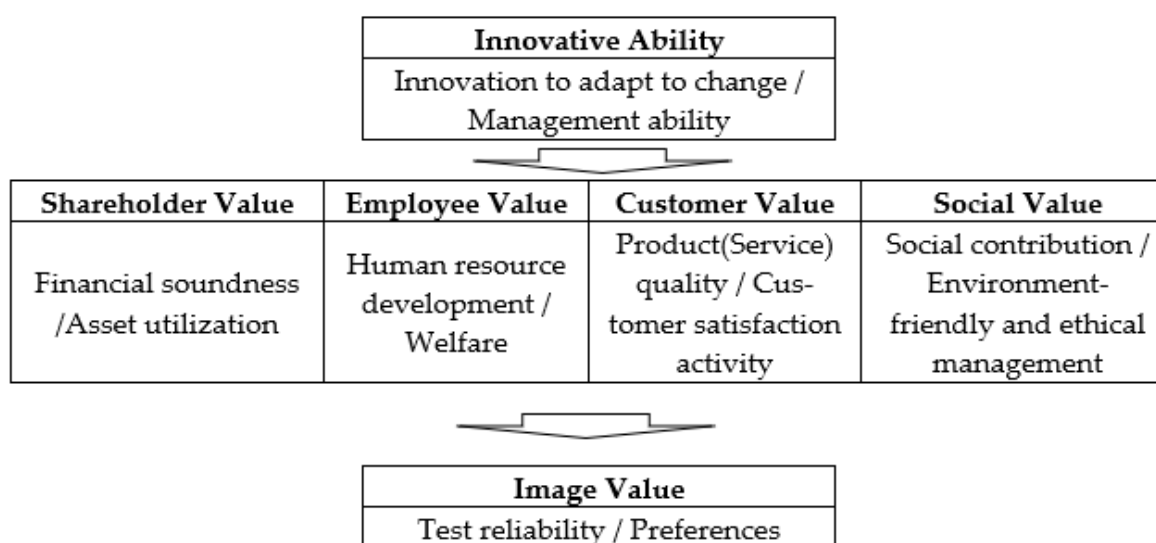 Innovative Ability
Innovation to adapt to change /
Management ability
Shareholder Value
Employee Value
Customer Value
Social Value
Financial soundness
/Asset utilization
Human resource
development /
Welfare
Product(Service)
quality / Cus-
tomer satisfaction
activity
Social contribution /
Environment-
friendly and ethical
management
Image Value
Test reliability / Preferences